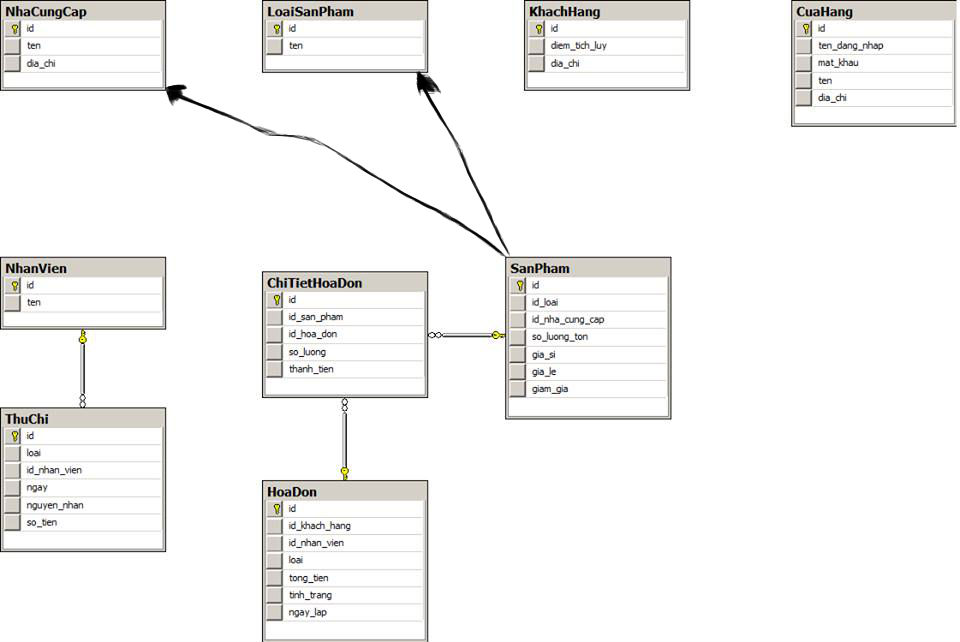 NhaCungCap
id
ten
dia_chi
LoaiSanPham
id
ten
KhachHang
id
diem_tich_luy
dia_chi
CuaHang
id
ten_dang_nhap
mat_khau
ten
dia_chi
NhanVien
id
ten
ChiTietHoaDon
id
id_san_pham
id_hoa_don
so_luong
thanh_tien
SanPham
id
id_loai
id_nha_cung_cap
so_luong_ton
gia_si
gia_le
giam_gia
ThuChi
id
loai
id_nhan_vien
ngay
nguyen_nhan
so_tien
HoaDon
id
id_khach_hang
id_nhan_vien
loai
tong_tien
tinh_trang
ngay_lap